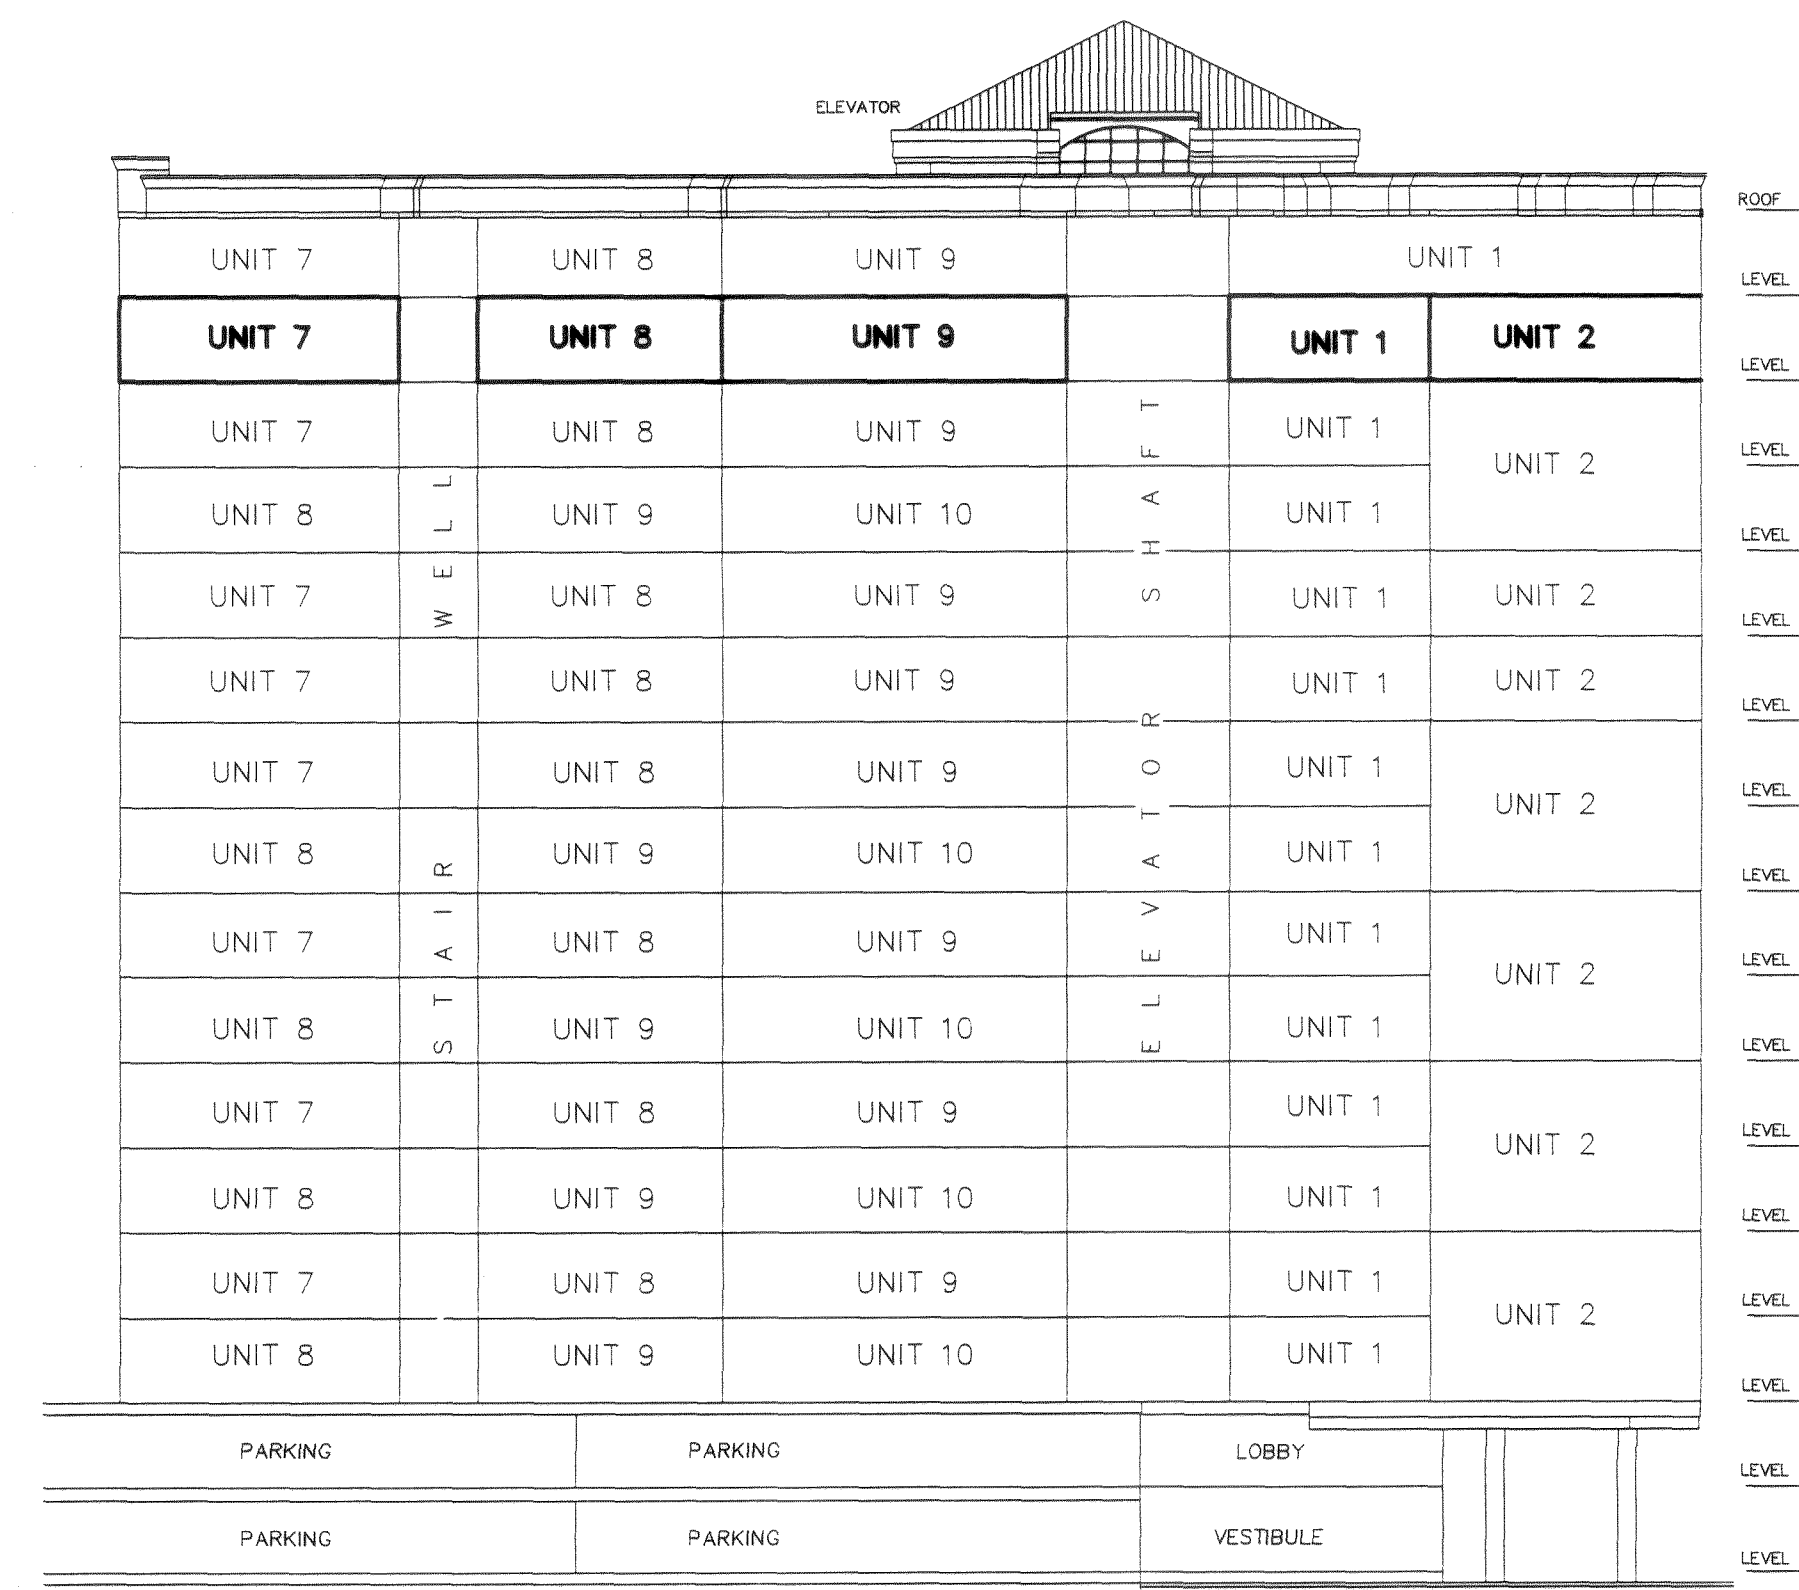 ELEVATOR
ROOF
UNIT 7 UNIT 8 UNIT 9 UNIT 1
LEVEL
UNIT 7 UNIT 8 UNIT 9 UNIT 1 UNIT 2
LEVEL
UNIT 7 UNIT 8 UNIT 9 UNIT 1
UNIT 2
LEVEL
UNIT 8 UNIT 9 UNIT 10 UNIT 1
LEVEL
UNIT 7 UNIT 8 UNIT 9 UNIT 1 UNIT 2
LEVEL
UNIT 7 UNIT 8 UNIT 9 UNIT 1 UNIT 2
LEVEL
UNIT 7 UNIT 8 UNIT 9 UNIT 1
UNIT 2
LEVEL
UNIT 8 UNIT 9 UNIT 10 UNIT 1
LEVEL
UNIT 7 UNIT 8 UNIT 9 UNIT 1
UNIT 2
LEVEL
UNIT 8 UNIT 9 UNIT 10 UNIT 1
LEVEL
UNIT 7 UNIT 8 UNIT 9 UNIT 1
UNIT 2
LEVEL
UNIT 8 UNIT 9 UNIT 10 UNIT 1
LEVEL
UNIT 7 UNIT 8 UNIT 9 UNIT 1
UNIT 2
LEVEL
UNIT 8 UNIT 9 UNIT 10 UNIT 1
LEVEL
STAIR WELL
ELEVATOR SHAFT
PARKING PARKING LOBBY
LEVEL
PARKING PARKING VESTIBULE
LEVEL